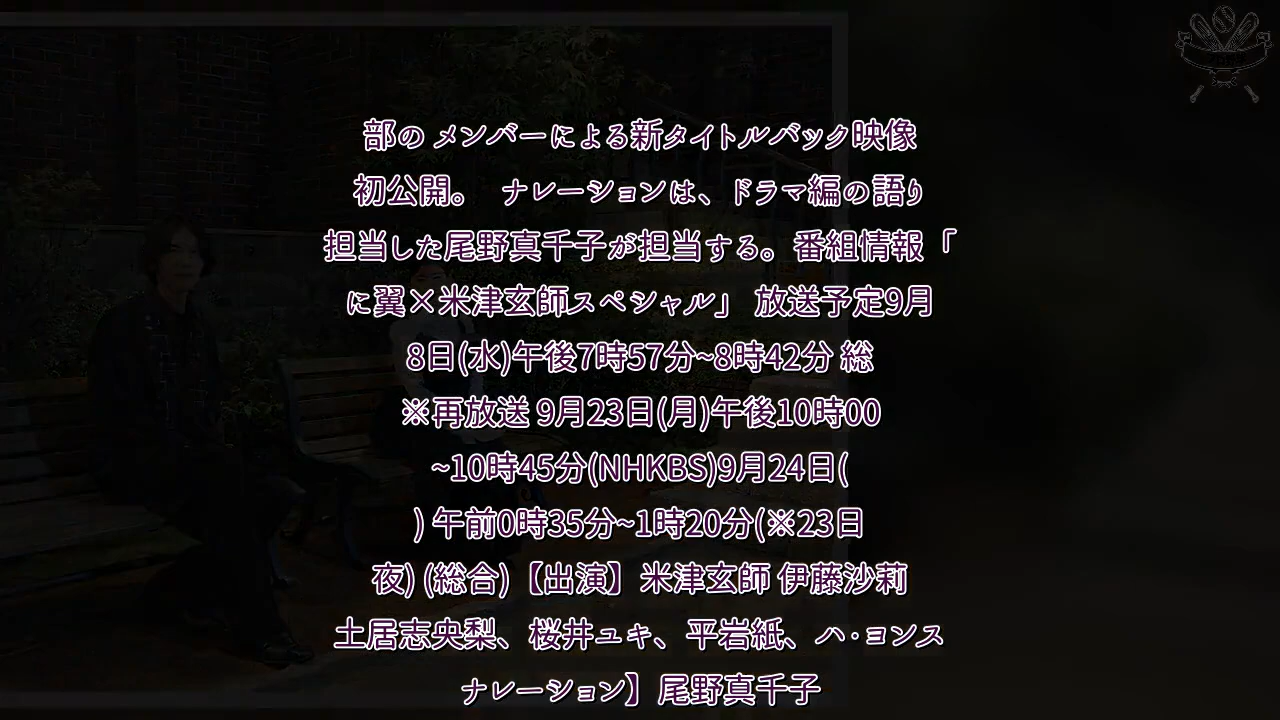 部の メンバーによる新タイトルバック映像
初公開。 ナレーションは、ドラマ編の語り
担当した尾野真千子が担当する。番組情報「
に翼×米津玄師スペシャル」 放送予定9月
8日(水)午後7時57分~8時42分 総
※再放送 9月23日(月)午後10時00
~10時45分(NHKBS)9月24日(
) 午前0時35分~1時20分(※23日
夜) (総合)【出演】米津玄師 伊藤沙莉
土居志央梨、桜井ユキ、平岩紙、ハ・ヨンス
ナレーション】尾野真千子